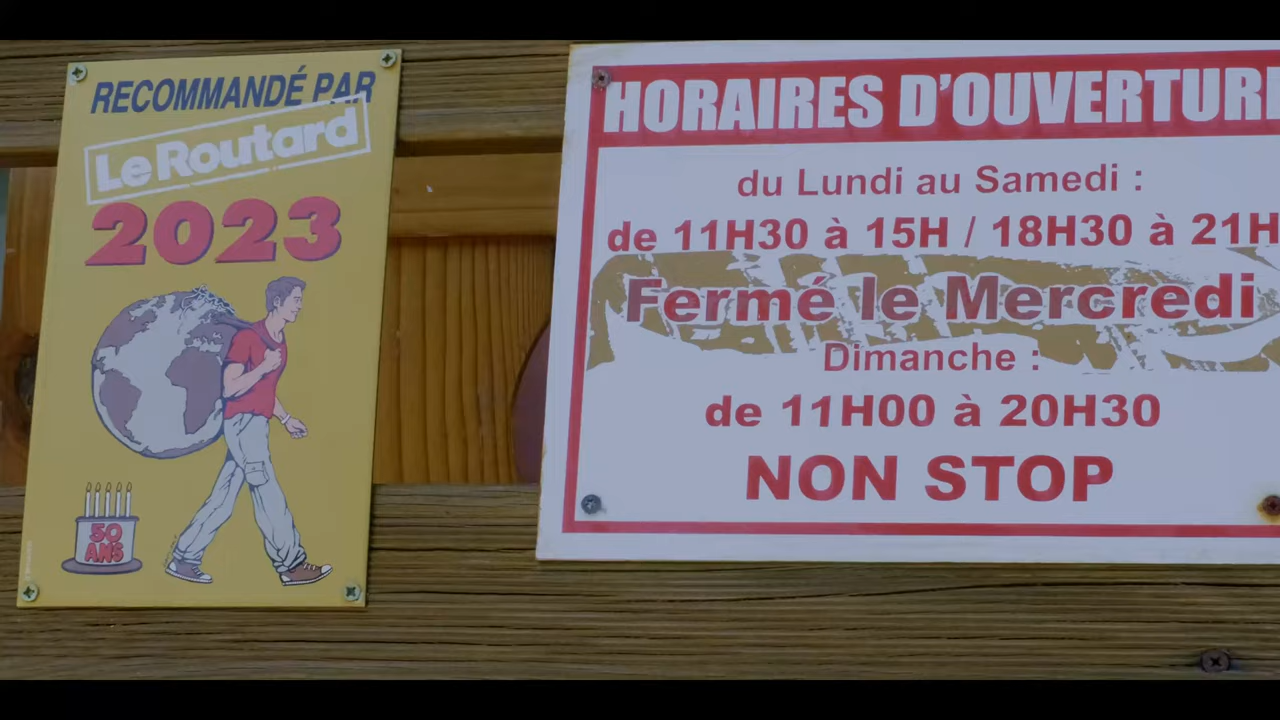 RECOMMANDÉ PAR
Le Routard
2023
50
ANS
HORAIRES D'OUVERTUR
du Lundi au Samedi :
de 11H30 à 15H / 18H30 à 21H
Fermé le Mercredi
Dimanche :
de 11H00 à 20H30
NON STOP